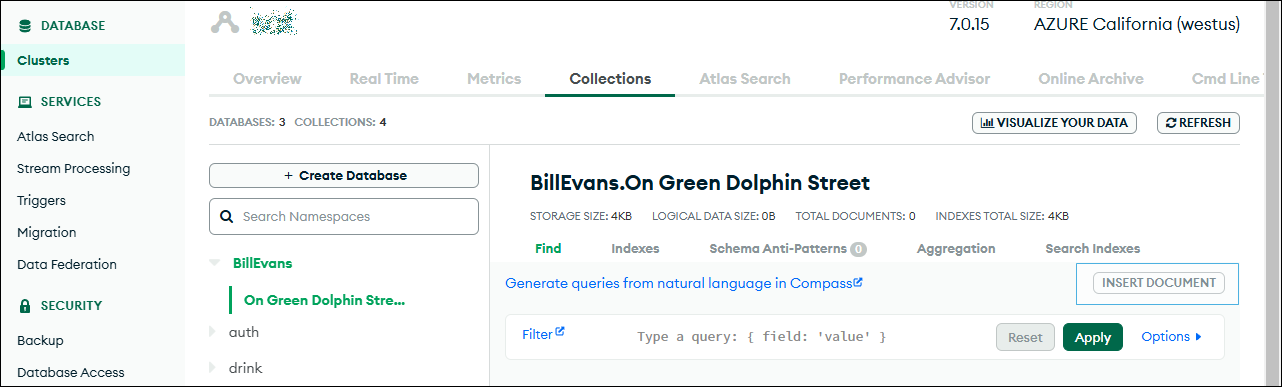 DATABASE
Clusters
SERVICES
Atlas Search
Stream Processing
Triggers
Migration
Data Federation
SECURITY
Backup
Database Access
VERSION REGION
7.0.15 AZURE California (westus)
Overview Real Time Metrics Collections Atlas Search Performance Advisor Online Archive Cmd Line
DATABASES: 3 COLLECTIONS: 4 VISUALIZE YOUR DATA REFRESH
+ Create Database
Search Namespaces
BillEvans
On Green Dolphin Stre...
auth
drink
BillEvans.On Green Dolphin Street
STORAGE SIZE: 4KB LOGICAL DATA SIZE: 0B TOTAL DOCUMENTS: 0 INDEXES TOTAL SIZE: 4KB
Find Indexes Schema Anti-Patterns 0 Aggregation Search Indexes
Generate queries from natural language in Compass
INSERT DOCUMENT
Filter Type a query: { field: 'value' } Reset Apply Options